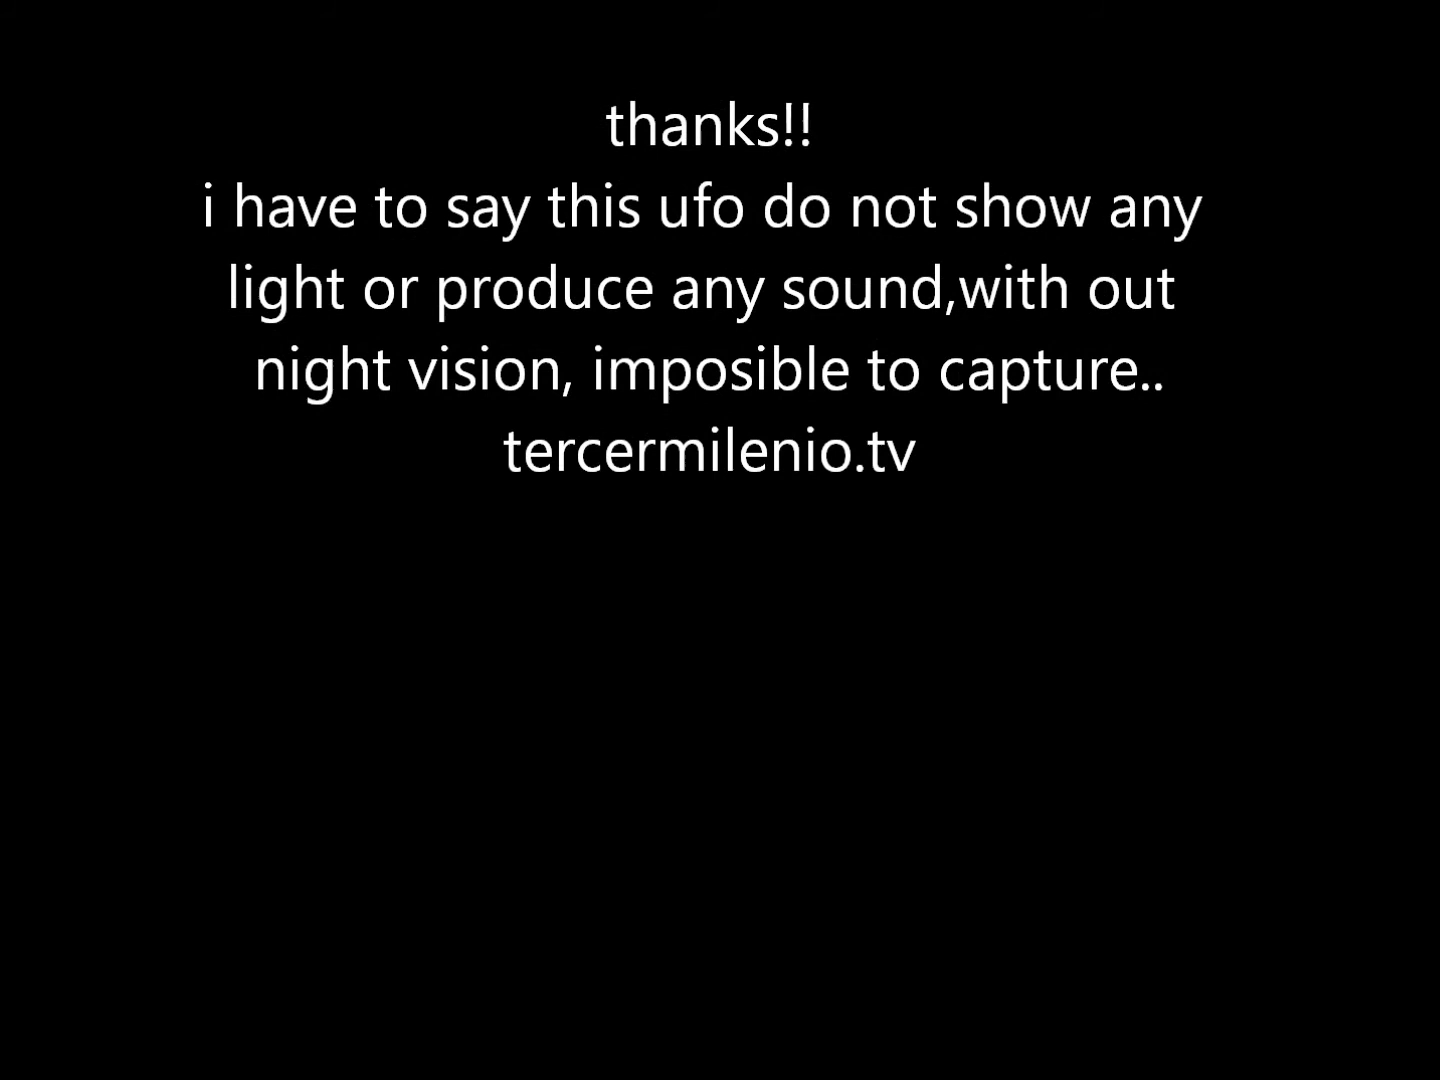 thanks!!
i have to say this ufo do not show any
light or produce any sound,with out
night vision, imposible to capture..
tercermilenio.tv